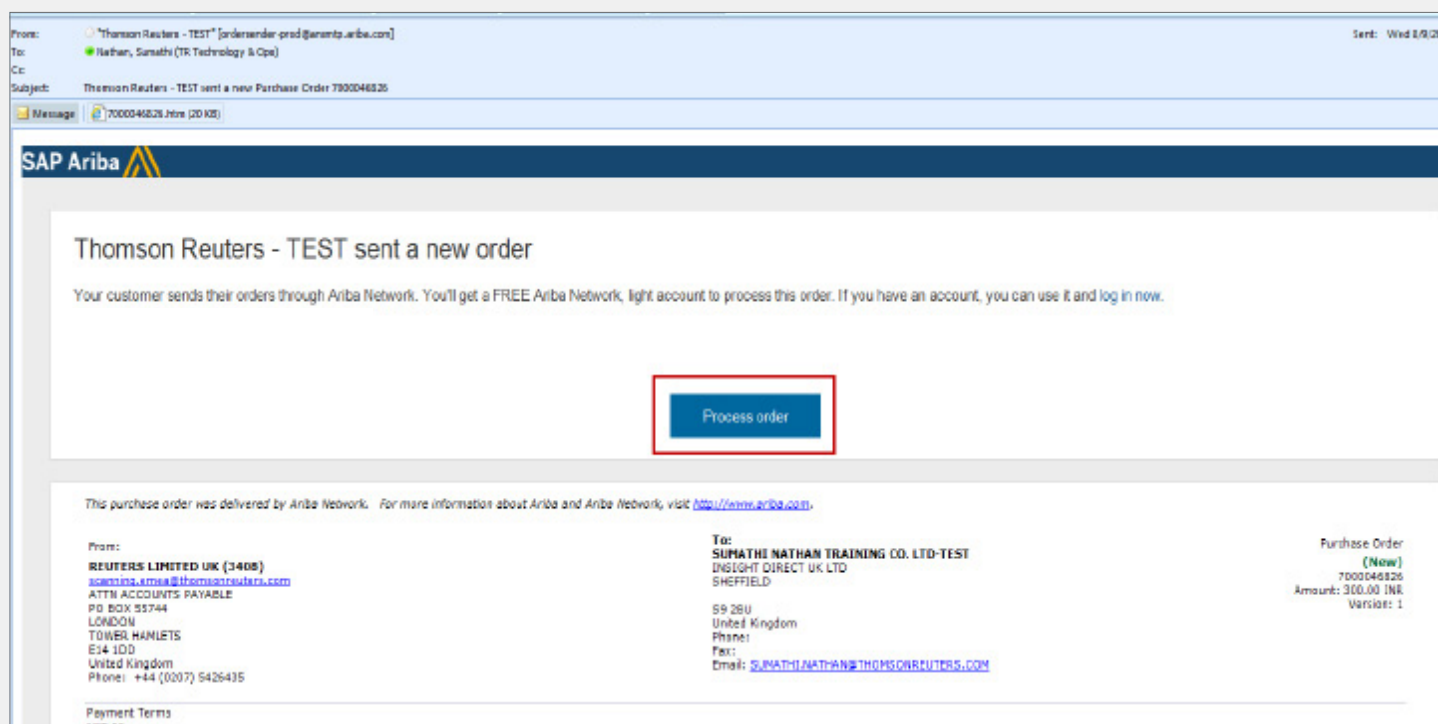 From: "Thomson Reuters - TEST" [ordersender-prod@ansmtp.ariba.com]
Sent: Wed 8/9/2
To: Nathan, Sumathi (TR Technology & Ops)
Cc:
Subject: Thomson Reuters - TEST sent a new Purchase Order 7000046826
Message 7000046826.htm (20 KB)
SAP Ariba
Thomson Reuters - TEST sent a new order
Your customer sends their orders through Ariba Network. You'll get a FREE Ariba Network, light account to process this order. If you have an account, you can use it and log in now.
Process order
This purchase order was delivered by Ariba Network. For more information about Ariba and Ariba Network, visit http://www.ariba.com.
From:
REUTERS LIMITED UK (3408)
scanning.emea@thomsonreuters.com
ATTN ACCOUNTS PAYABLE
PO BOX 55744
LONDON
TOWER HAMLETS
E14 1DD
United Kingdom
Phone: +44 (0207) 5426435
To:
SUMATHI NATHAN TRAINING CO. LTD-TEST
INSIGHT DIRECT UK LTD
SHEFFIELD
S9 2BU
United Kingdom
Phone:
Fax:
Email: SUMATHI.NATHAN@THOMSONREUTERS.COM
Purchase Order
(New)
7000046826
Amount: 300.00 INR
Version: 1
Payment Terms